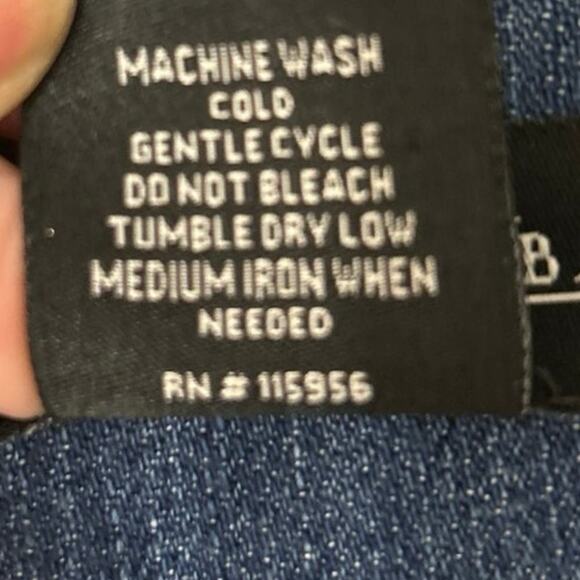 MACHINE WASH
COLD
GENTLE CYCLE
DO NOT BLEACH
TUMBLE DRY LOW
MEDIUM IRON WHEN
NEEDED
RN # 115956
B